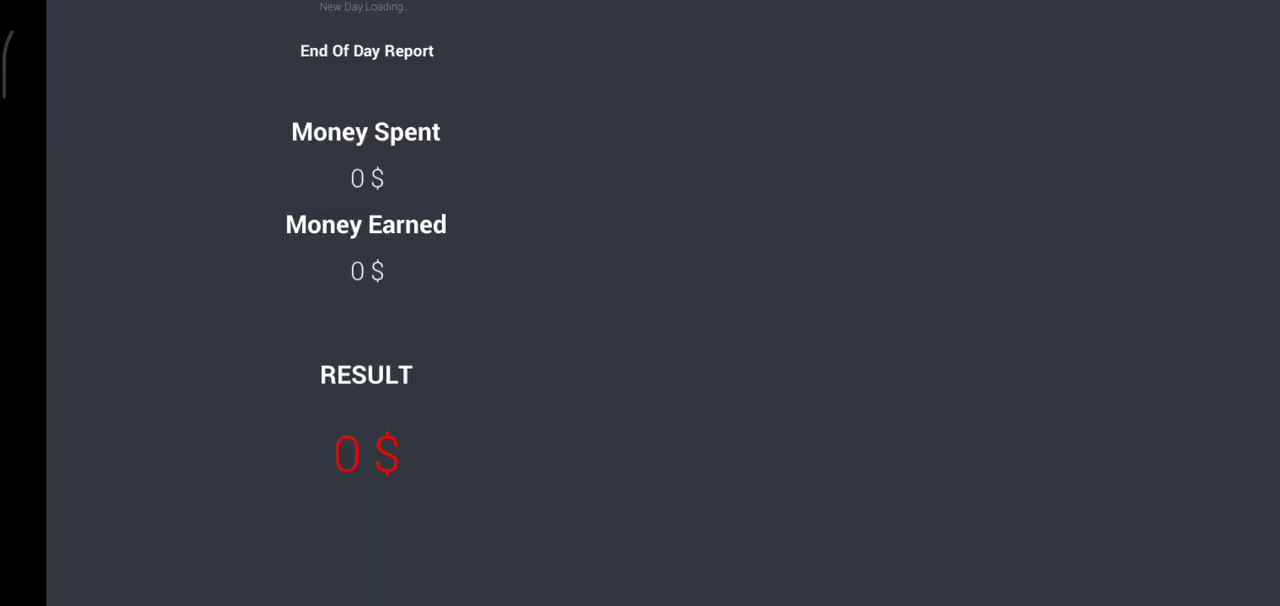 New Day Loading...
End Of Day Report
Money Spent
0 $
Money Earned
0 $
RESULT
0 $